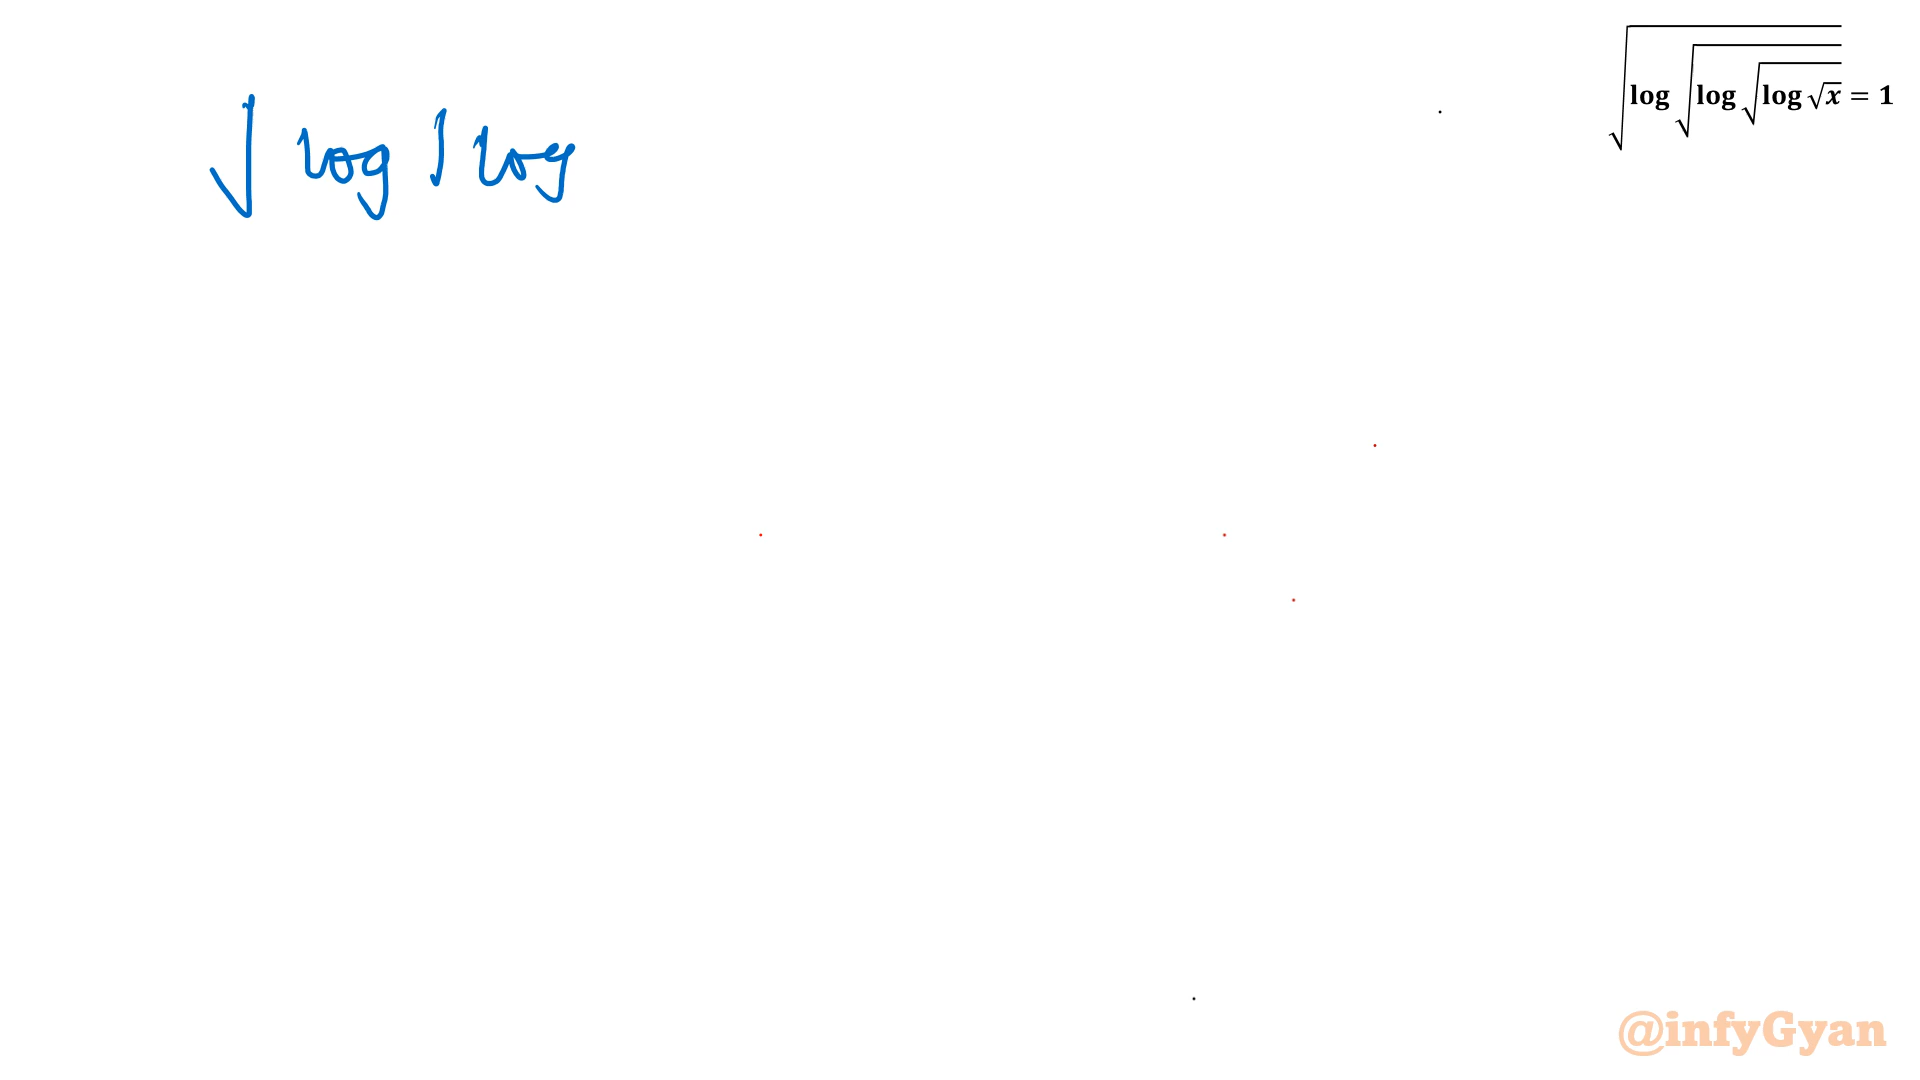 √log √log √log √x = 1
√ log √ log
@infyGyan